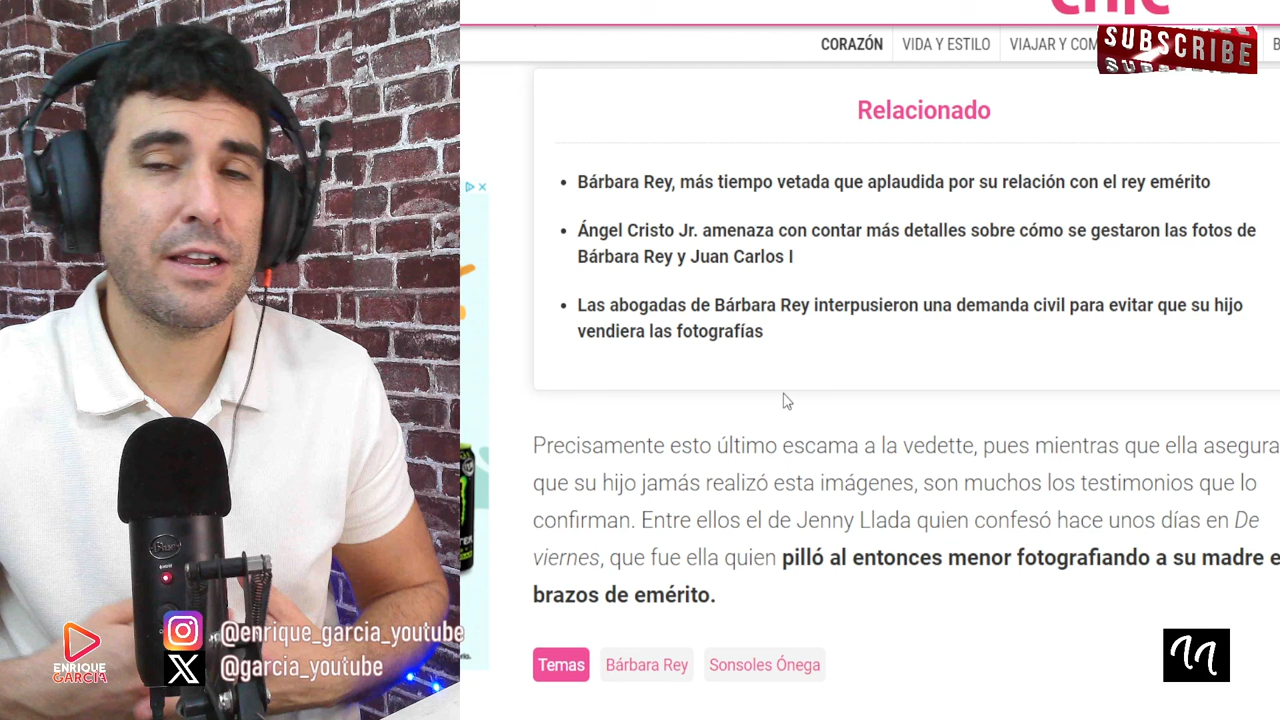 chic
CORAZÓN
VIDA Y ESTILO
VIAJAR Y COM
SUBSCRIBE
Relacionado
• Bárbara Rey, más tiempo vetada que aplaudida por su relación con el rey emérito
• Ángel Cristo Jr. amenaza con contar más detalles sobre cómo se gestaron las fotos de
Bárbara Rey y Juan Carlos I
• Las abogadas de Bárbara Rey interpusieron una demanda civil para evitar que su hijo
vendiera las fotografías
Precisamente esto último escama a la vedette, pues mientras que ella asegura
que su hijo jamás realizó esta imágenes, son muchos los testimonios que lo
confirman. Entre ellos el de Jenny Llada quien confesó hace unos días en De
viernes, que fue ella quien pilló al entonces menor fotografiando a su madre e
brazos de emérito.
Temas
Bárbara Rey
Sonsoles Ónega
Blue
@enrique_garcia_youtube
@garcia_youtube
ENRIQUE
GARCIA